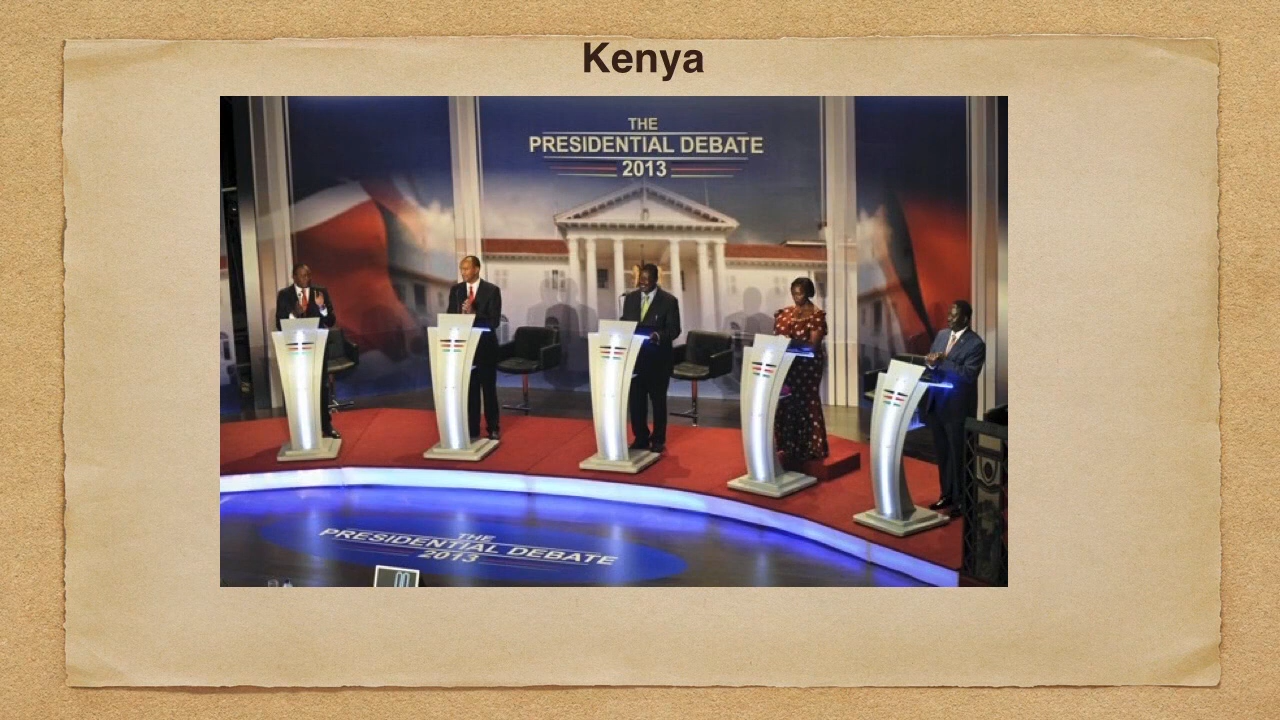 Kenya
THE
PRESIDENTIAL DEBATE
2013
THE
PRESIDENTIAL DEBATE
2013